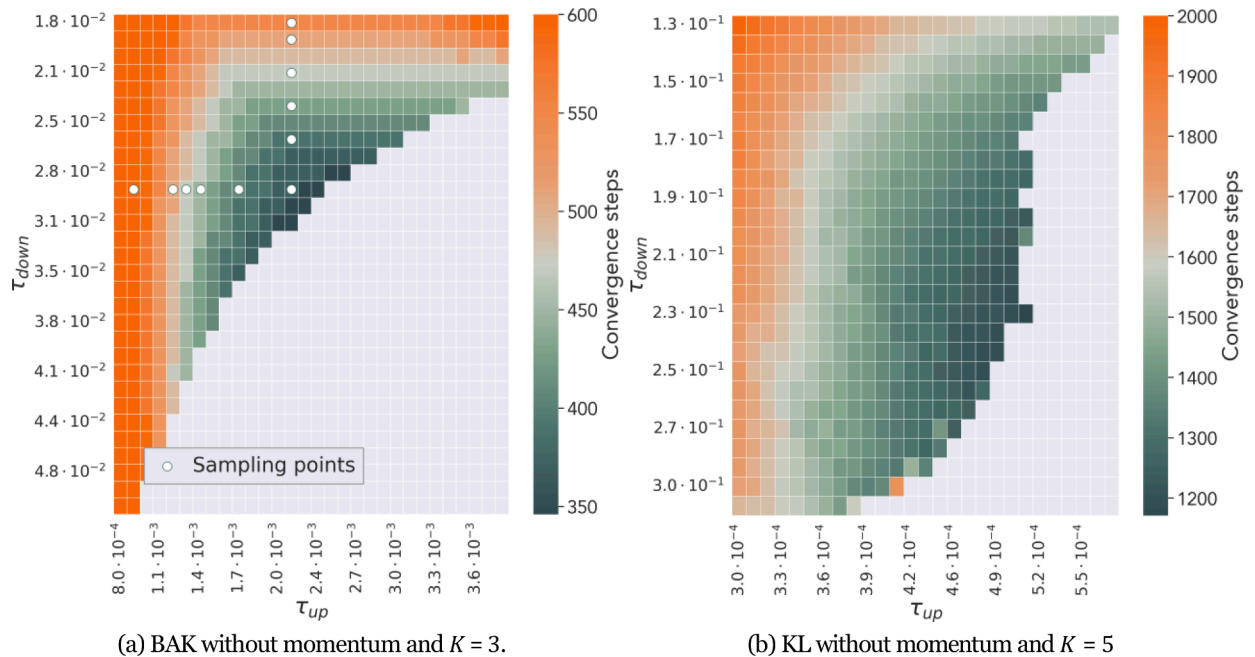 1.8 · 10⁻²
2.1 · 10⁻²
2.5 · 10⁻²
2.8 · 10⁻²
3.1 · 10⁻²
3.5 · 10⁻²
3.8 · 10⁻²
4.1 · 10⁻²
4.5 · 10⁻²
4.8 · 10⁻²
τdown
Sampling points
8.0 · 10⁻⁴
1.1 · 10⁻³
1.4 · 10⁻³
1.7 · 10⁻³
2.0 · 10⁻³
2.4 · 10⁻³
2.7 · 10⁻³
3.0 · 10⁻³
3.3 · 10⁻³
3.6 · 10⁻³
τup
600
550
500
450
400
350
Convergence steps
(a) BAK without momentum and K = 3.
1.3 · 10⁻¹
1.5 · 10⁻¹
1.7 · 10⁻¹
1.9 · 10⁻¹
2.1 · 10⁻¹
2.3 · 10⁻¹
2.5 · 10⁻¹
2.7 · 10⁻¹
3.0 · 10⁻¹
τdown
3.0 · 10⁻⁴
3.3 · 10⁻⁴
3.6 · 10⁻⁴
3.9 · 10⁻⁴
4.2 · 10⁻⁴
4.6 · 10⁻⁴
4.9 · 10⁻⁴
5.2 · 10⁻⁴
5.5 · 10⁻⁴
τup
2000
1900
1800
1700
1600
1500
1400
1300
1200
Convergence steps
(b) KL without momentum and K = 5